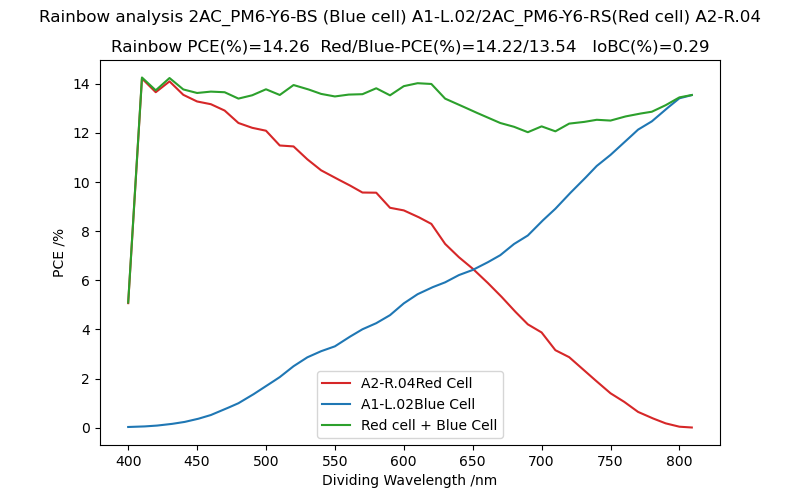 Rainbow analysis 2AC_PM6-Y6-BS (Blue cell) A1-L.02/2AC_PM6-Y6-RS(Red cell) A2-R.04
Rainbow PCE(%)=14.26  Red/Blue-PCE(%)=14.22/13.54   IoBC(%)=0.29
PCE /%
14
12
10
8
6
4
2
0
A2-R.04Red Cell
A1-L.02Blue Cell
Red cell + Blue Cell
400 450 500 550 600 650 700 750 800
Dividing Wavelength /nm